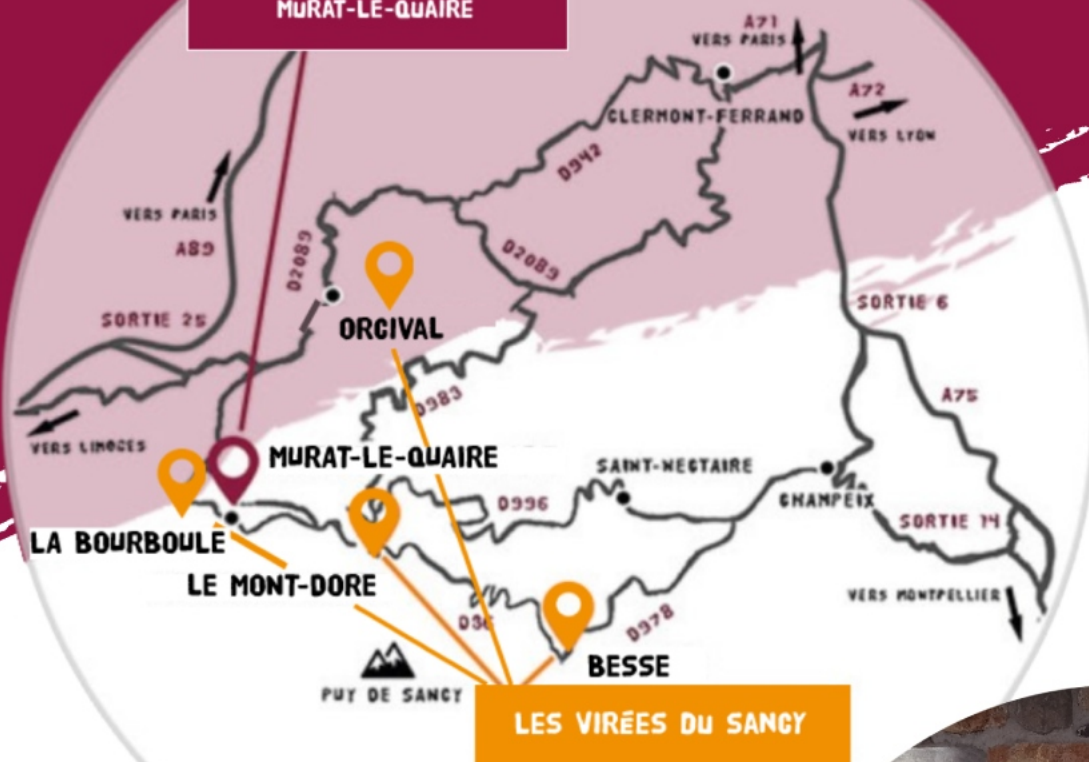 MURAT-LE-QUAIRE
A71
VERS PARIS
CLERMONT-FERRAND
A72
VERS LYON
D942
VERS PARIS
A89
D2089
D2089
SORTIE 25
ORCIVAL
SORTIE 6
D983
A75
VERS LIMOGES
MURAT-LE-QUAIRE
SAINT-NECTAIRE
CHAMPEIX
D996
SORTIE 14
LA BOURBOULE
LE MONT-DORE
VERS MONTPELLIER
D36
D978
BESSE
PUY DE SANCY
LES VIRÉES DU SANCY